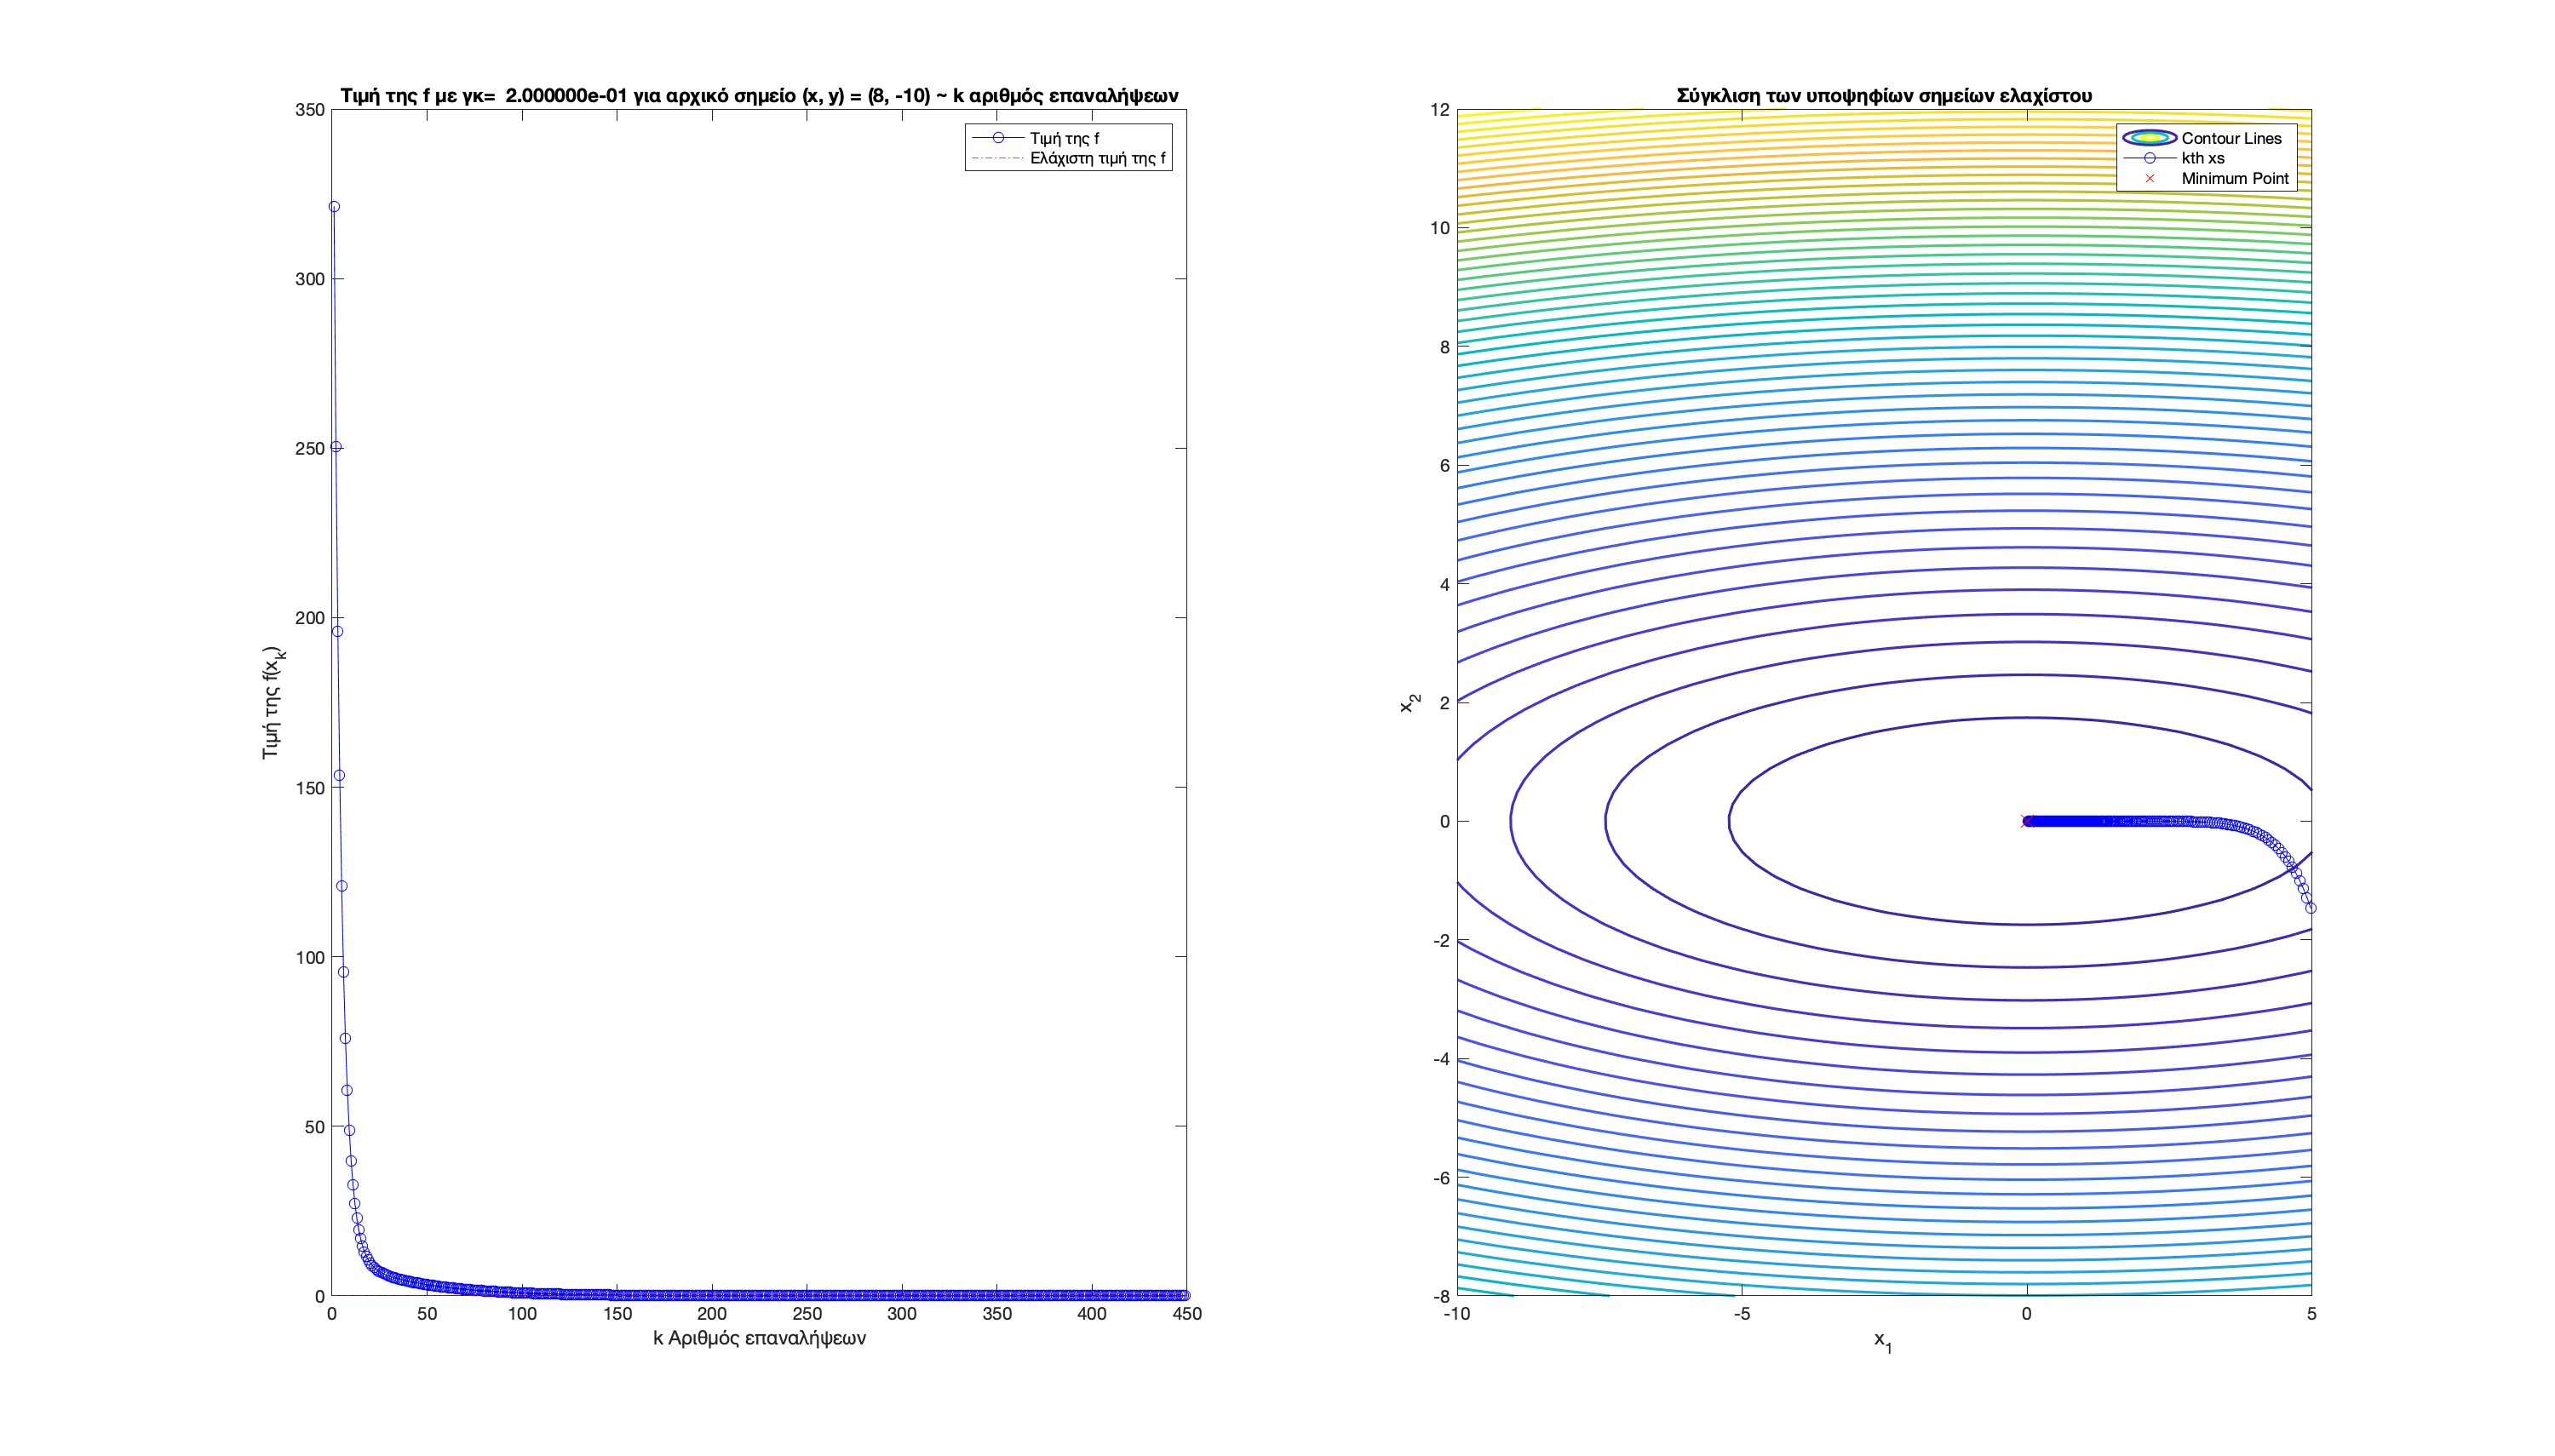 Τιμή της f με γκ=  2.000000e-01 για αρχικό σημείο (x, y) = (8, -10) ~ k αριθμός επαναλήψεων
350
300
250
200
150
100
50
0
Τιμή της f(x_k)
Τιμή της f
Ελάχιστη τιμή της f
0 50 100 150 200 250 300 350 400 450
k Αριθμός επαναλήψεων
Σύγκλιση των υποψηφίων σημείων ελαχίστου
12
10
8
6
4
2
0
-2
-4
-6
-8
x_2
Contour Lines
kth xs
Minimum Point
-10 -5 0 5
x_1